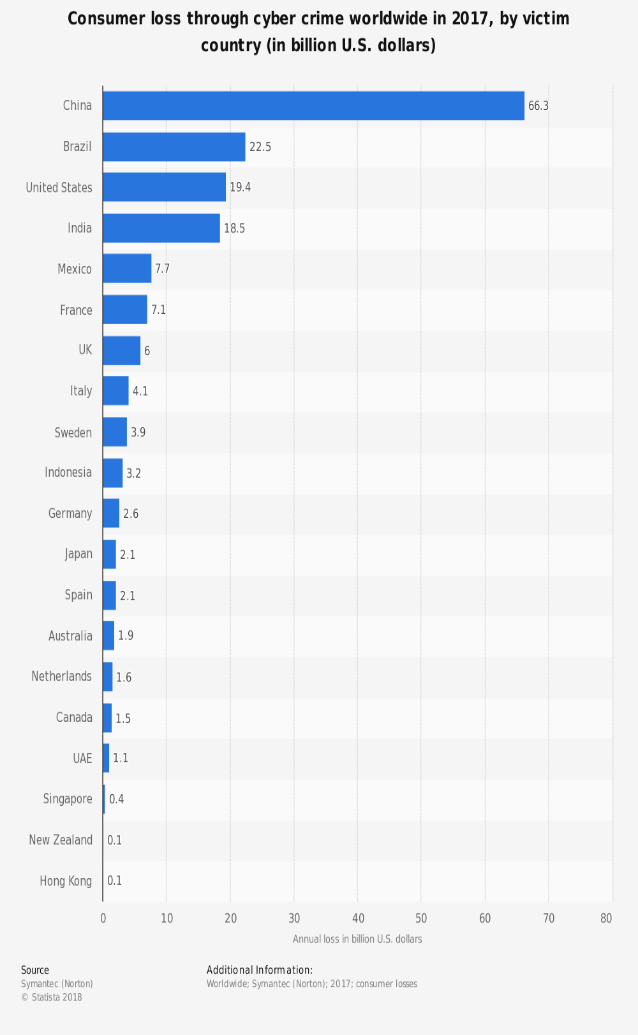 Consumer loss through cyber crime worldwide in 2017, by victim
country (in billion U.S. dollars)
China 66.3
Brazil 22.5
United States 19.4
India 18.5
Mexico 7.7
France 7.1
UK 6
Italy 4.1
Sweden 3.9
Indonesia 3.2
Germany 2.6
Japan 2.1
Spain 2.1
Australia 1.9
Netherlands 1.6
Canada 1.5
UAE 1.1
Singapore 0.4
New Zealand 0.1
Hong Kong 0.1
0 10 20 30 40 50 60 70 80
Annual loss in billion U.S. dollars
Source
Symantec (Norton)
© Statista 2018
Additional Information:
Worldwide; Symantec (Norton); 2017; consumer losses